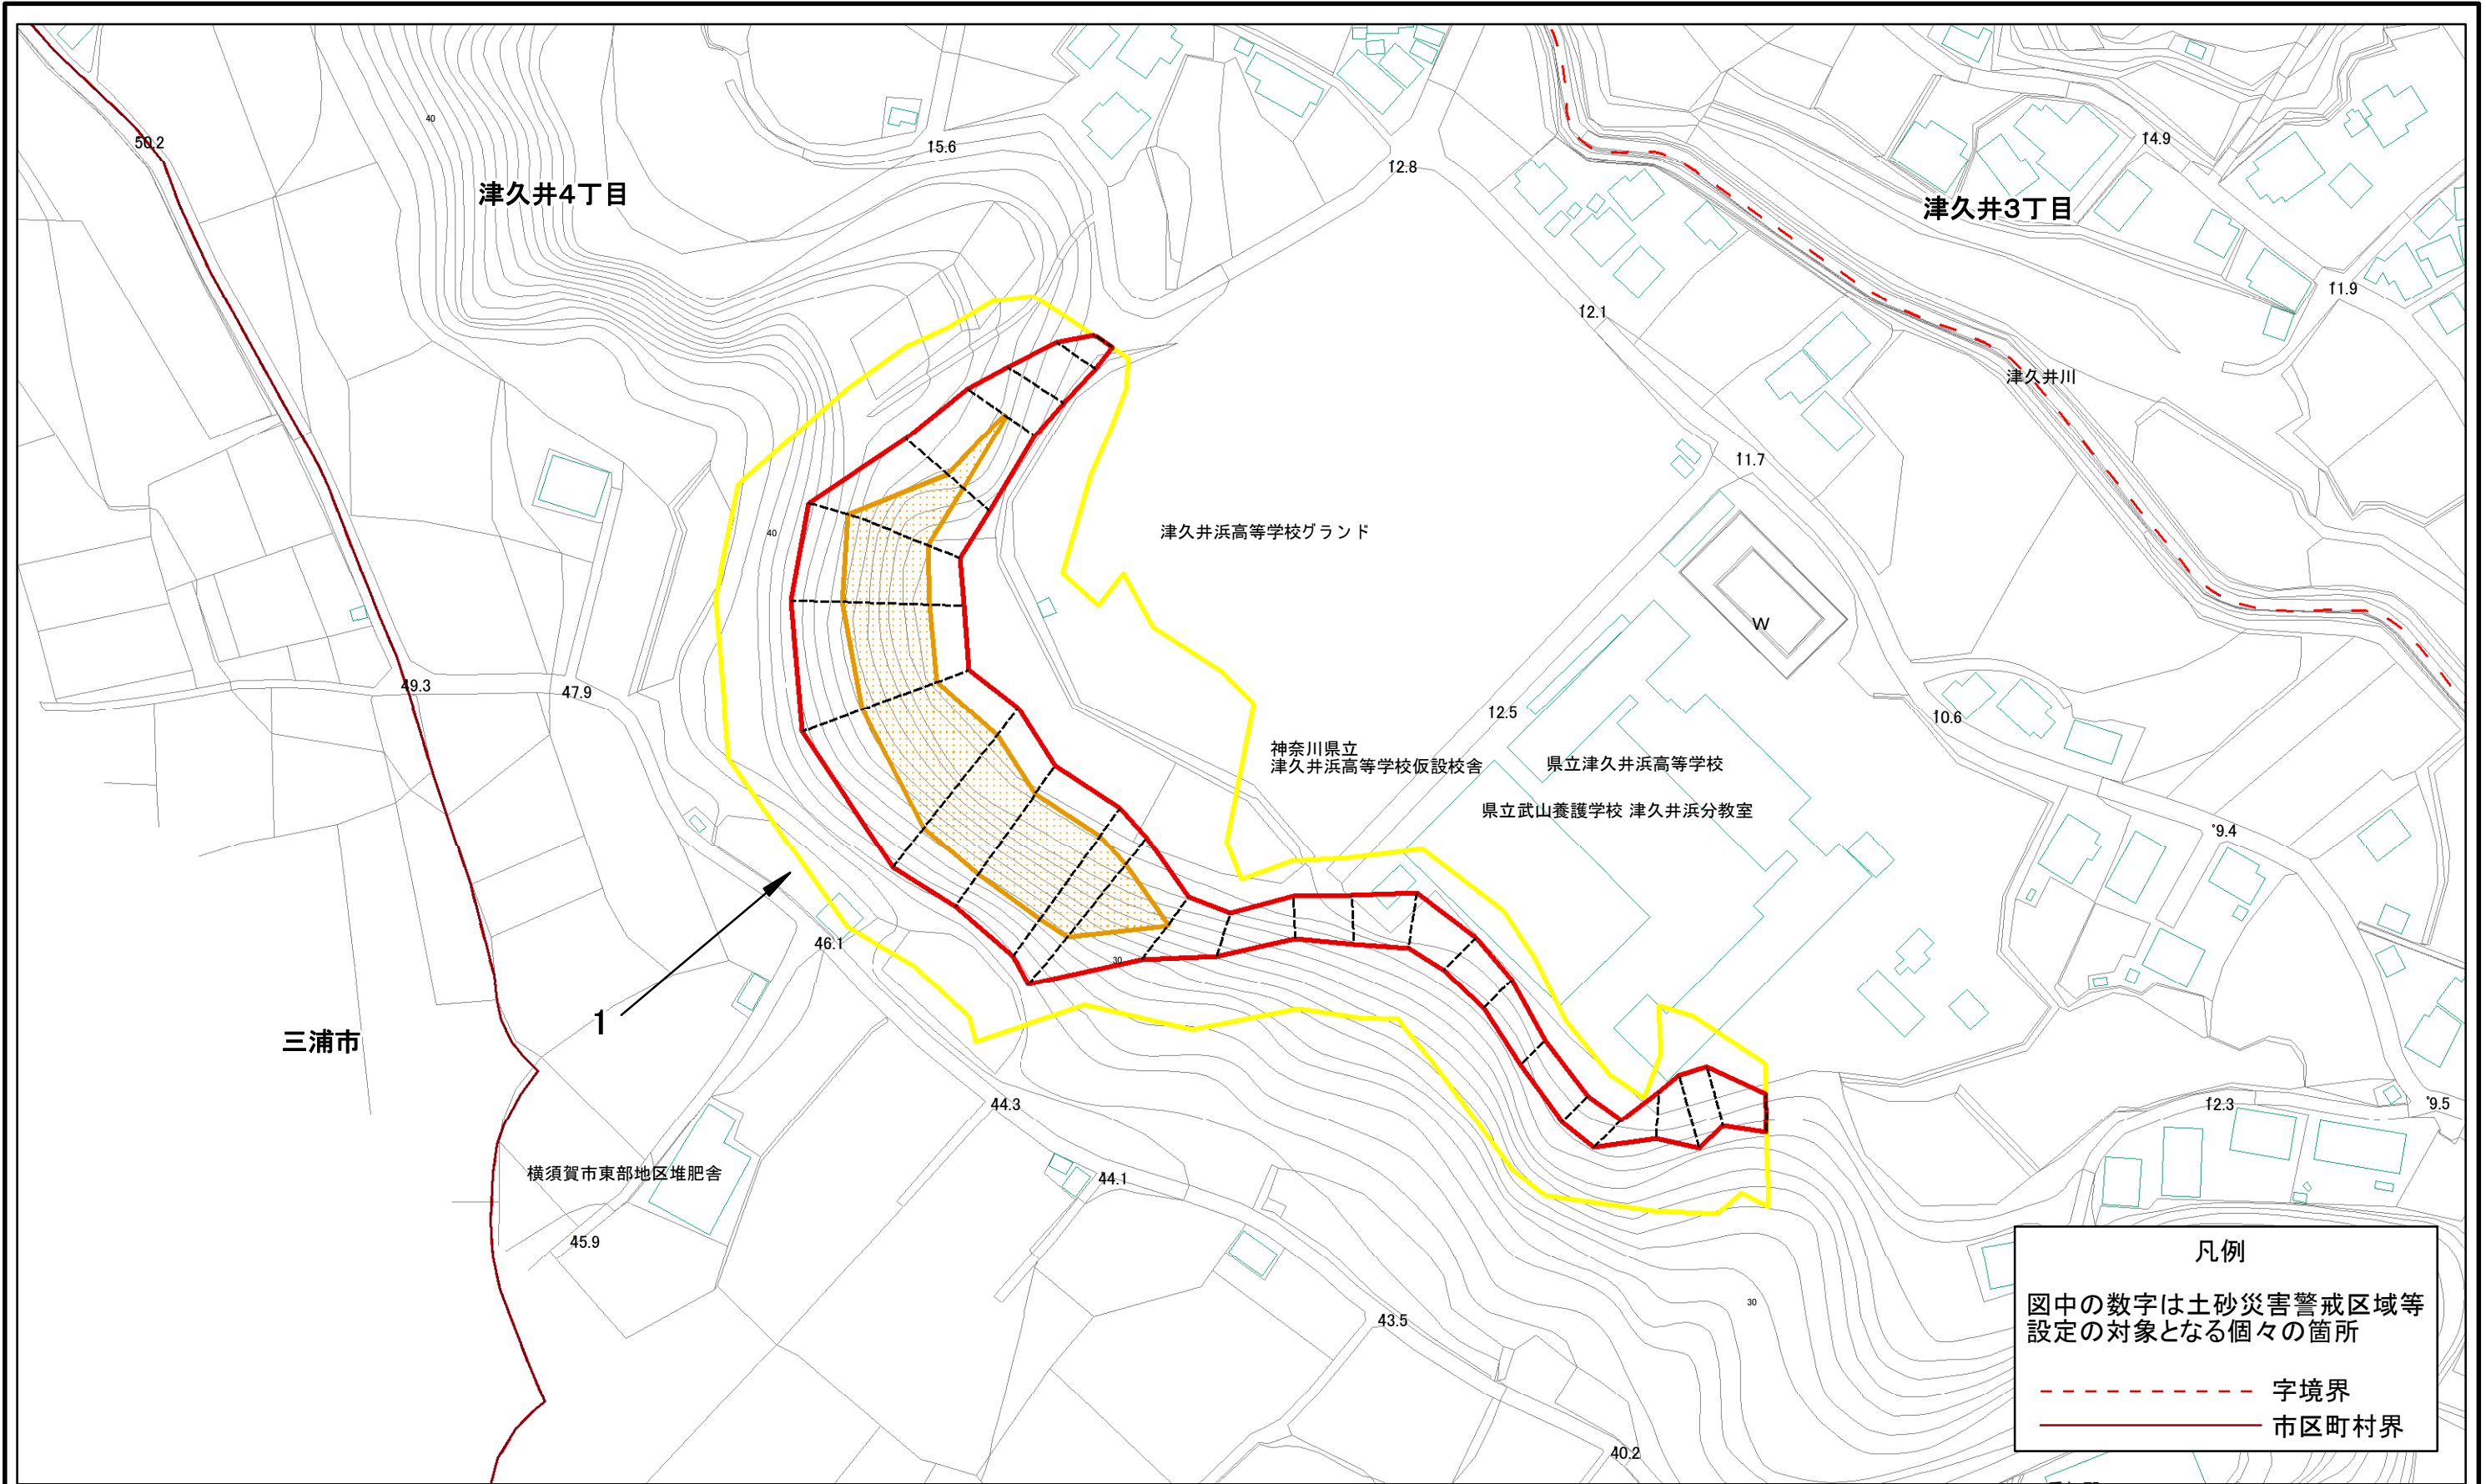 40
50.2
15.6
津久井4丁目
12.8
14.9
津久井3丁目
11.9
12.1
津久井川
11.7
40
津久井浜高等学校グランド
W
49.3
47.9
12.5
10.6
神奈川県立
津久井浜高等学校仮設校舎
県立津久井浜高等学校
県立武山養護学校 津久井浜分教室
9.4
46.1
30
1
三浦市
44.3
12.3
9.5
横須賀市東部地区堆肥舎
44.1
45.9
30
43.5
40.2
凡例
図中の数字は土砂災害警戒区域等
設定の対象となる個々の箇所
字境界
市区町村界